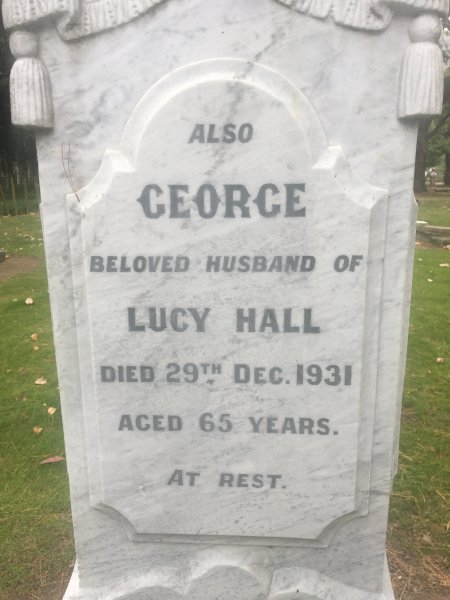 ALSO
GEORGE
BELOVED HUSBAND OF
LUCY HALL
DIED 29TH DEC. 1931
AGED 65 YEARS.
AT REST.